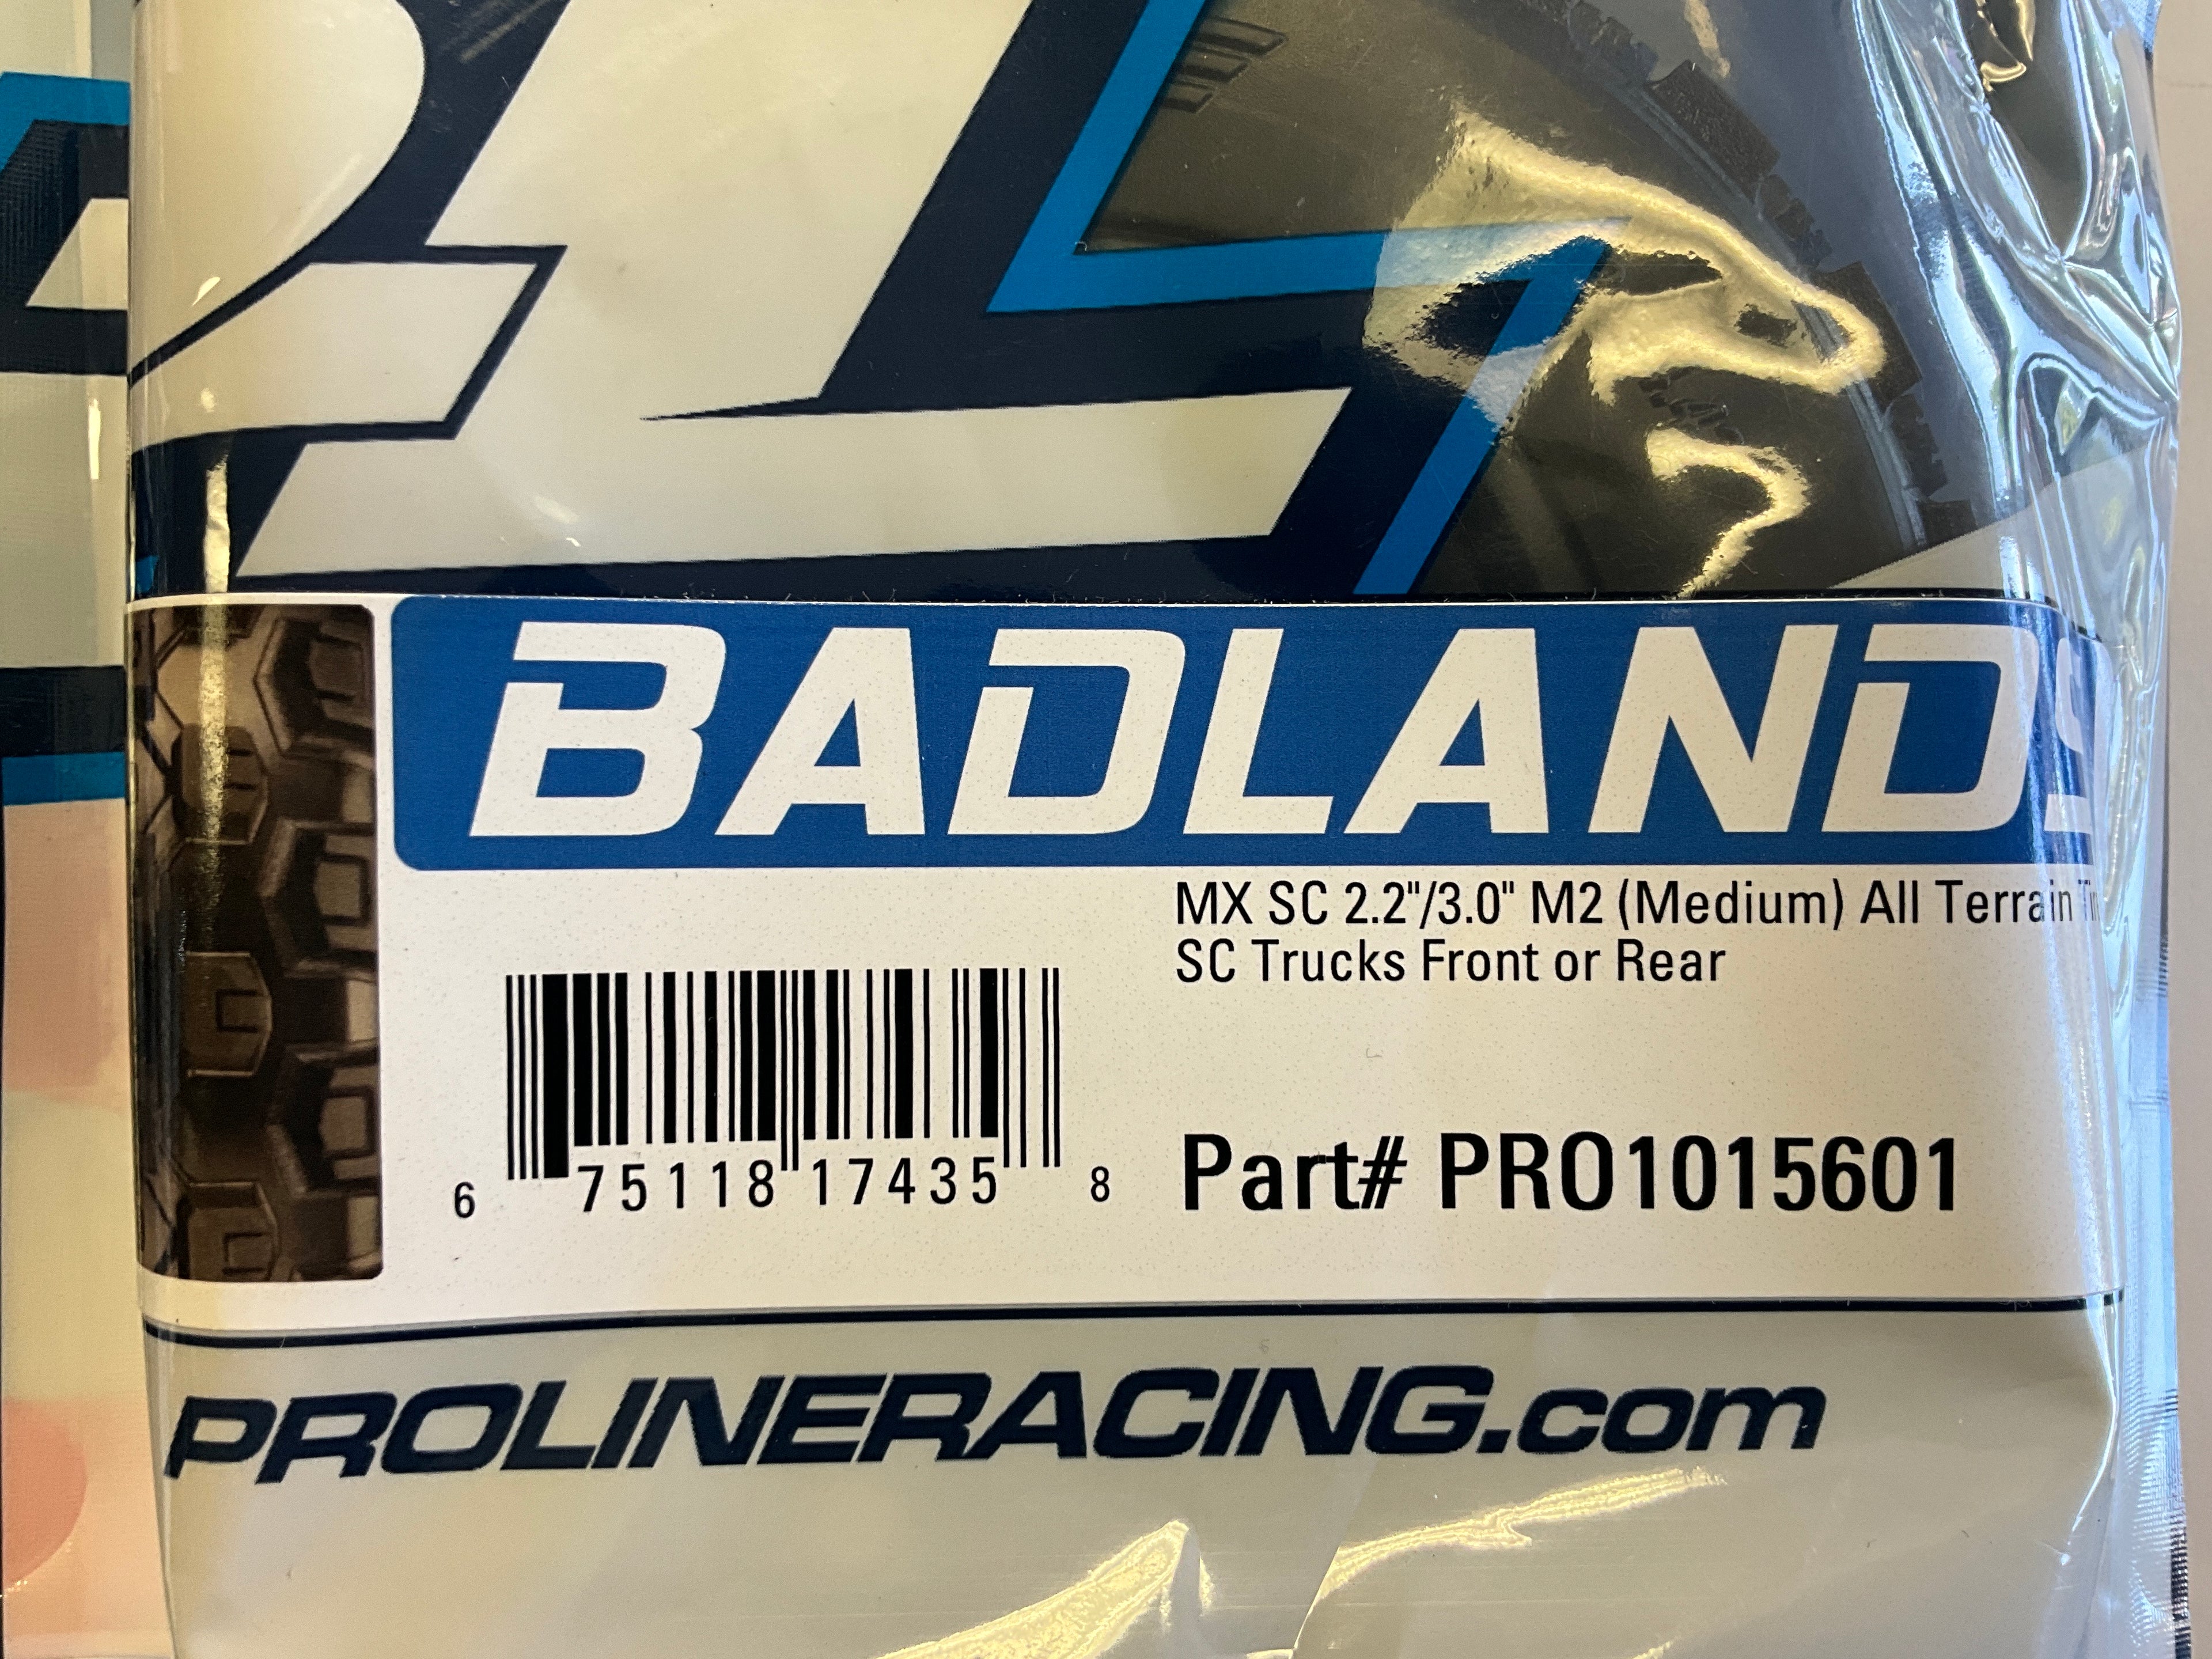 BADLANDS
MX SC 2.2"/3.0" M2 (Medium) All Terrain
SC Trucks Front or Rear
6 75118 17435 8
Part# PRO1015601
PROLINERACING.com